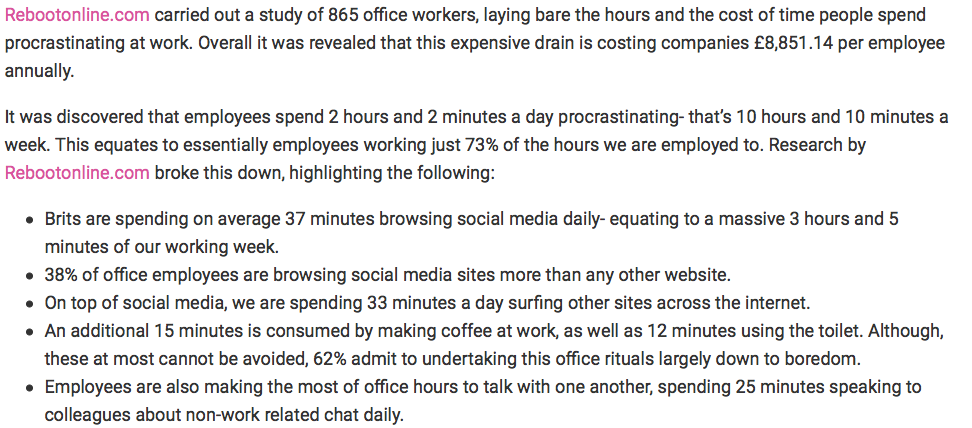 Rebootonline.com carried out a study of 865 office workers, laying bare the hours and the cost of time people spend
procrastinating at work. Overall it was revealed that this expensive drain is costing companies £8,851.14 per employee
annually.
It was discovered that employees spend 2 hours and 2 minutes a day procrastinating- that's 10 hours and 10 minutes a
week. This equates to essentially employees working just 73% of the hours we are employed to. Research by
Rebootonline.com broke this down, highlighting the following:
• Brits are spending on average 37 minutes browsing social media daily- equating to a massive 3 hours and 5
minutes of our working week.
• 38% of office employees are browsing social media sites more than any other website.
• On top of social media, we are spending 33 minutes a day surfing other sites across the internet.
• An additional 15 minutes is consumed by making coffee at work, as well as 12 minutes using the toilet. Although,
these at most cannot be avoided, 62% admit to undertaking this office rituals largely down to boredom.
• Employees are also making the most of office hours to talk with one another, spending 25 minutes speaking to
colleagues about non-work related chat daily.